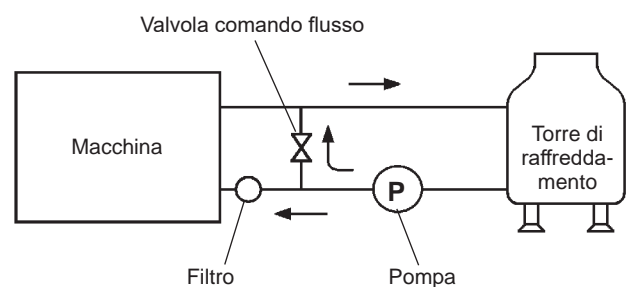 Valvola comando flusso
Macchina
Torre di
raffredda-
mento
P
Filtro
Pompa